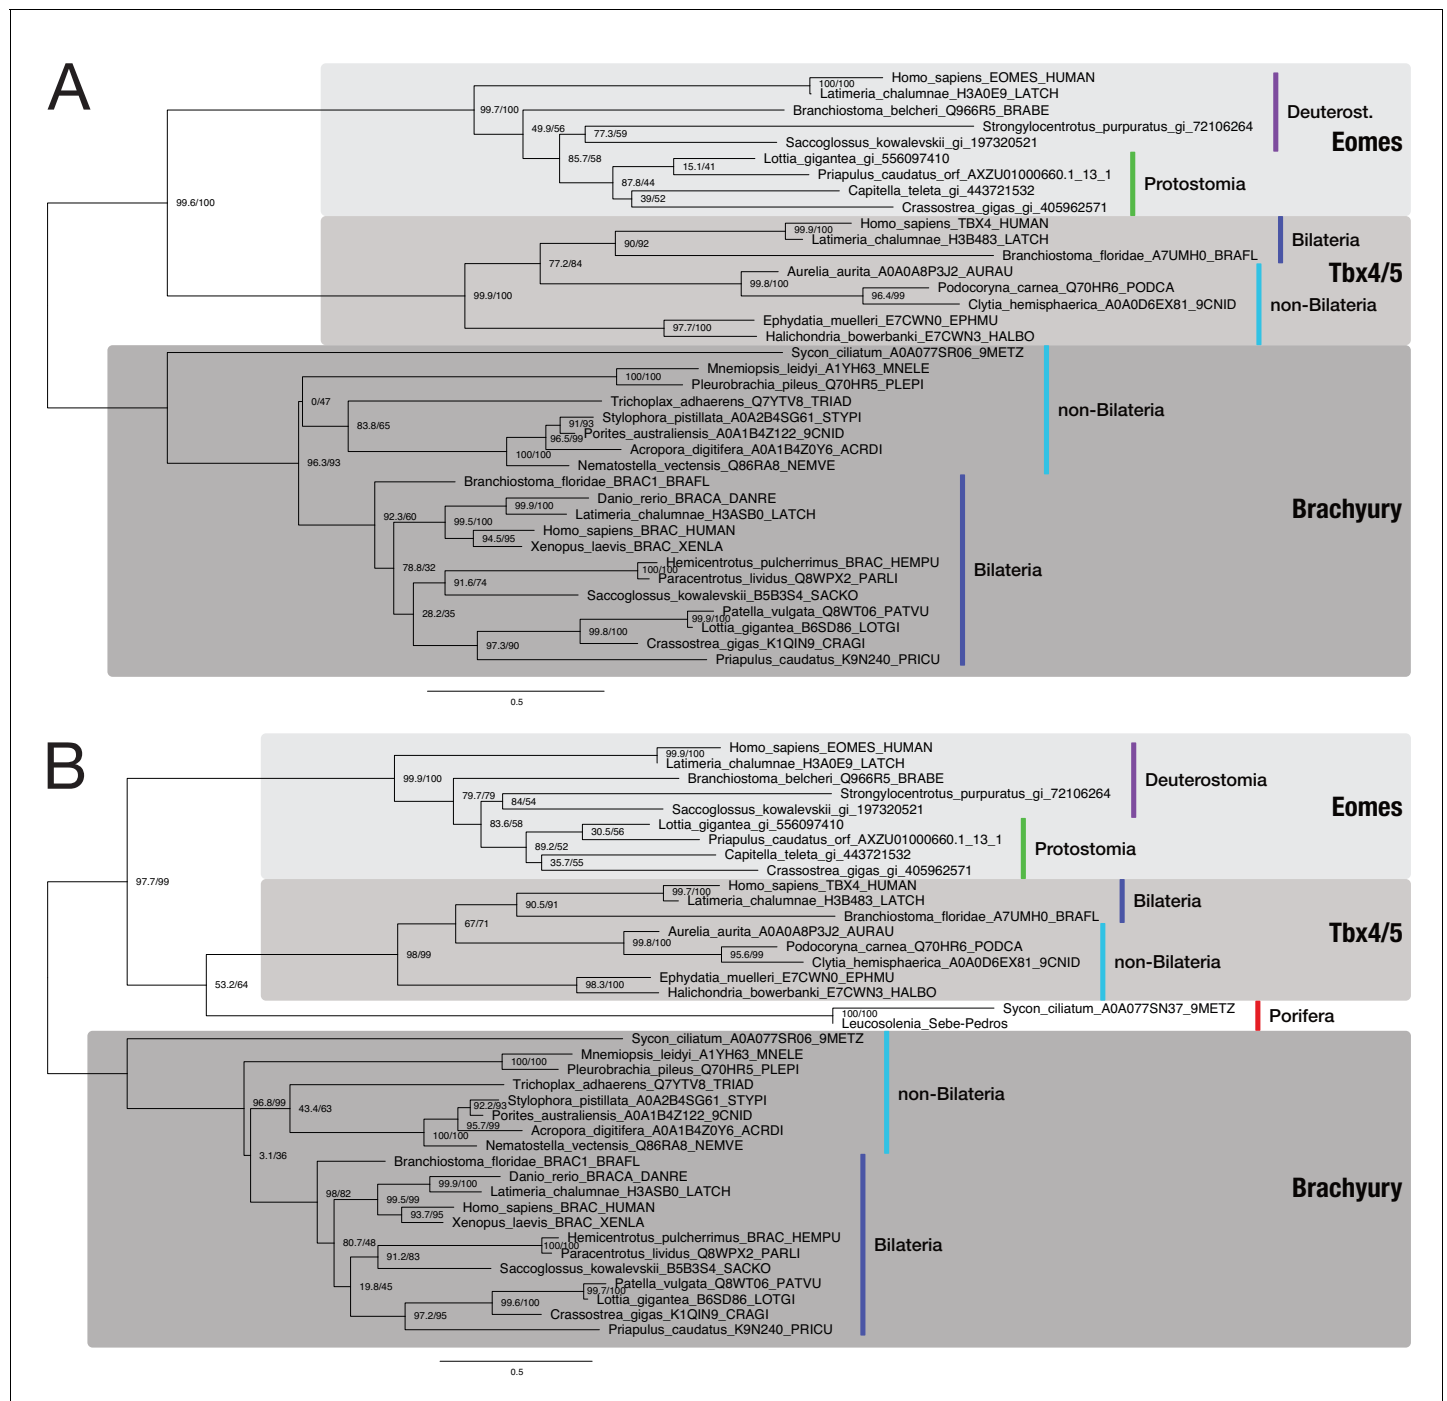 A
Homo_sapiens_EOMES_HUMAN
100/100
Latimeria_chalumnae_H3A0E9_LATCH
99.7/100
Branchiostoma_belcheri_Q966R5_BRABE
Deuterost.
49.9/56
Strongylocentrotus_purpuratus_gi_72106264
77.3/59
Saccoglossus_kowalevskii_gi_197320521
Eomes
85.7/58
Lottia_gigantea_gi_556097410
15.1/41
Priapulus_caudatus_orf_AXZU01000660.1_13_1
87.8/44
Protostomia
Capitella_teleta_gi_443721532
39/52
Crassostrea_gigas_gi_405962571
99.6/100
Homo_sapiens_TBX4_HUMAN
99.9/100
Latimeria_chalumnae_H3B483_LATCH
90/92
Bilateria
Branchiostoma_floridae_A7UMH0_BRAFL
77.2/84
Tbx4/5
Aurelia_aurita_A0A0A8P3J2_AURAU
99.8/100
Podocoryna_carnea_Q70HR6_PODCA
96.4/99
99.9/100
Clytia_hemisphaerica_A0A0D6EX81_9CNID
non-Bilateria
Ephydatia_muelleri_E7CWN0_EPHMU
97.7/100
Halichondria_bowerbanki_E7CWN3_HALBO
Sycon_ciliatum_A0A077SR06_9METZ
Mnemiopsis_leidyi_A1YH63_MNELE
100/100
Pleurobrachia_pileus_Q70HR5_PLEPI
0/47
Trichoplax_adhaerens_Q7YTV8_TRIAD
non-Bilateria
83.8/65
Stylophora_pistillata_A0A2B4SG61_STYPI
91/93
Porites_australiensis_A0A1B4Z122_9CNID
96.5/99
Acropora_digitifera_A0A1B4Z0Y6_ACRDI
100/100
96.3/93
Nematostella_vectensis_Q86RA8_NEMVE
Branchiostoma_floridae_BRAC1_BRAFL
Danio_rerio_BRACA_DANRE
99.9/100
Brachyury
Latimeria_chalumnae_H3ASB0_LATCH
92.3/60
99.5/100
Homo_sapiens_BRAC_HUMAN
94.5/95
Xenopus_laevis_BRAC_XENLA
78.8/32
Hemicentrotus_pulcherrimus_BRAC_HEMPU
100/100
Bilateria
Paracentrotus_lividus_Q8WPX2_PARLI
91.6/74
Saccoglossus_kowalevskii_B5B3S4_SACKO
28.2/35
Patella_vulgata_Q8WT06_PATVU
99.9/100
Lottia_gigantea_B6SD86_LOTGI
99.8/100
Crassostrea_gigas_K1QIN9_CRAGI
97.3/90
Priapulus_caudatus_K9N240_PRICU
0.5
B
Homo_sapiens_EOMES_HUMAN
99.9/100
Latimeria_chalumnae_H3A0E9_LATCH
99.9/100
Branchiostoma_belcheri_Q966R5_BRABE
Deuterostomia
79.7/79
Strongylocentrotus_purpuratus_gi_72106264
84/54
Saccoglossus_kowalevskii_gi_197320521
Eomes
83.6/58
Lottia_gigantea_gi_556097410
30.5/56
Priapulus_caudatus_orf_AXZU01000660.1_13_1
89.2/52
Protostomia
Capitella_teleta_gi_443721532
35.7/55
Crassostrea_gigas_gi_405962571
97.7/99
Homo_sapiens_TBX4_HUMAN
99.7/100
Latimeria_chalumnae_H3B483_LATCH
Bilateria
90.5/91
Branchiostoma_floridae_A7UMH0_BRAFL
67/71
Tbx4/5
Aurelia_aurita_A0A0A8P3J2_AURAU
99.8/100
Podocoryna_carnea_Q70HR6_PODCA
95.6/99
98/99
Clytia_hemisphaerica_A0A0D6EX81_9CNID
non-Bilateria
Ephydatia_muelleri_E7CWN0_EPHMU
98.3/100
53.2/64
Halichondria_bowerbanki_E7CWN3_HALBO
Sycon_ciliatum_A0A077SN37_9METZ
100/100
Porifera
Leucosolenia_Sebe-Pedros
Sycon_ciliatum_A0A077SR06_9METZ
Mnemiopsis_leidyi_A1YH63_MNELE
100/100
Pleurobrachia_pileus_Q70HR5_PLEPI
Trichoplax_adhaerens_Q7YTV8_TRIAD
non-Bilateria
96.8/99
43.4/63
Stylophora_pistillata_A0A2B4SG61_STYPI
92.2/93
Porites_australiensis_A0A1B4Z122_9CNID
95.7/99
Acropora_digitifera_A0A1B4Z0Y6_ACRDI
100/100
Nematostella_vectensis_Q86RA8_NEMVE
3.1/36
Branchiostoma_floridae_BRAC1_BRAFL
Danio_rerio_BRACA_DANRE
99.9/100
Brachyury
Latimeria_chalumnae_H3ASB0_LATCH
98/82
99.5/99
Homo_sapiens_BRAC_HUMAN
93.7/95
Xenopus_laevis_BRAC_XENLA
80.7/48
Hemicentrotus_pulcherrimus_BRAC_HEMPU
100/100
Bilateria
Paracentrotus_lividus_Q8WPX2_PARLI
91.2/83
Saccoglossus_kowalevskii_B5B3S4_SACKO
19.8/45
Patella_vulgata_Q8WT06_PATVU
99.7/100
Lottia_gigantea_B6SD86_LOTGI
99.6/100
Crassostrea_gigas_K1QIN9_CRAGI
97.2/95
Priapulus_caudatus_K9N240_PRICU
0.5